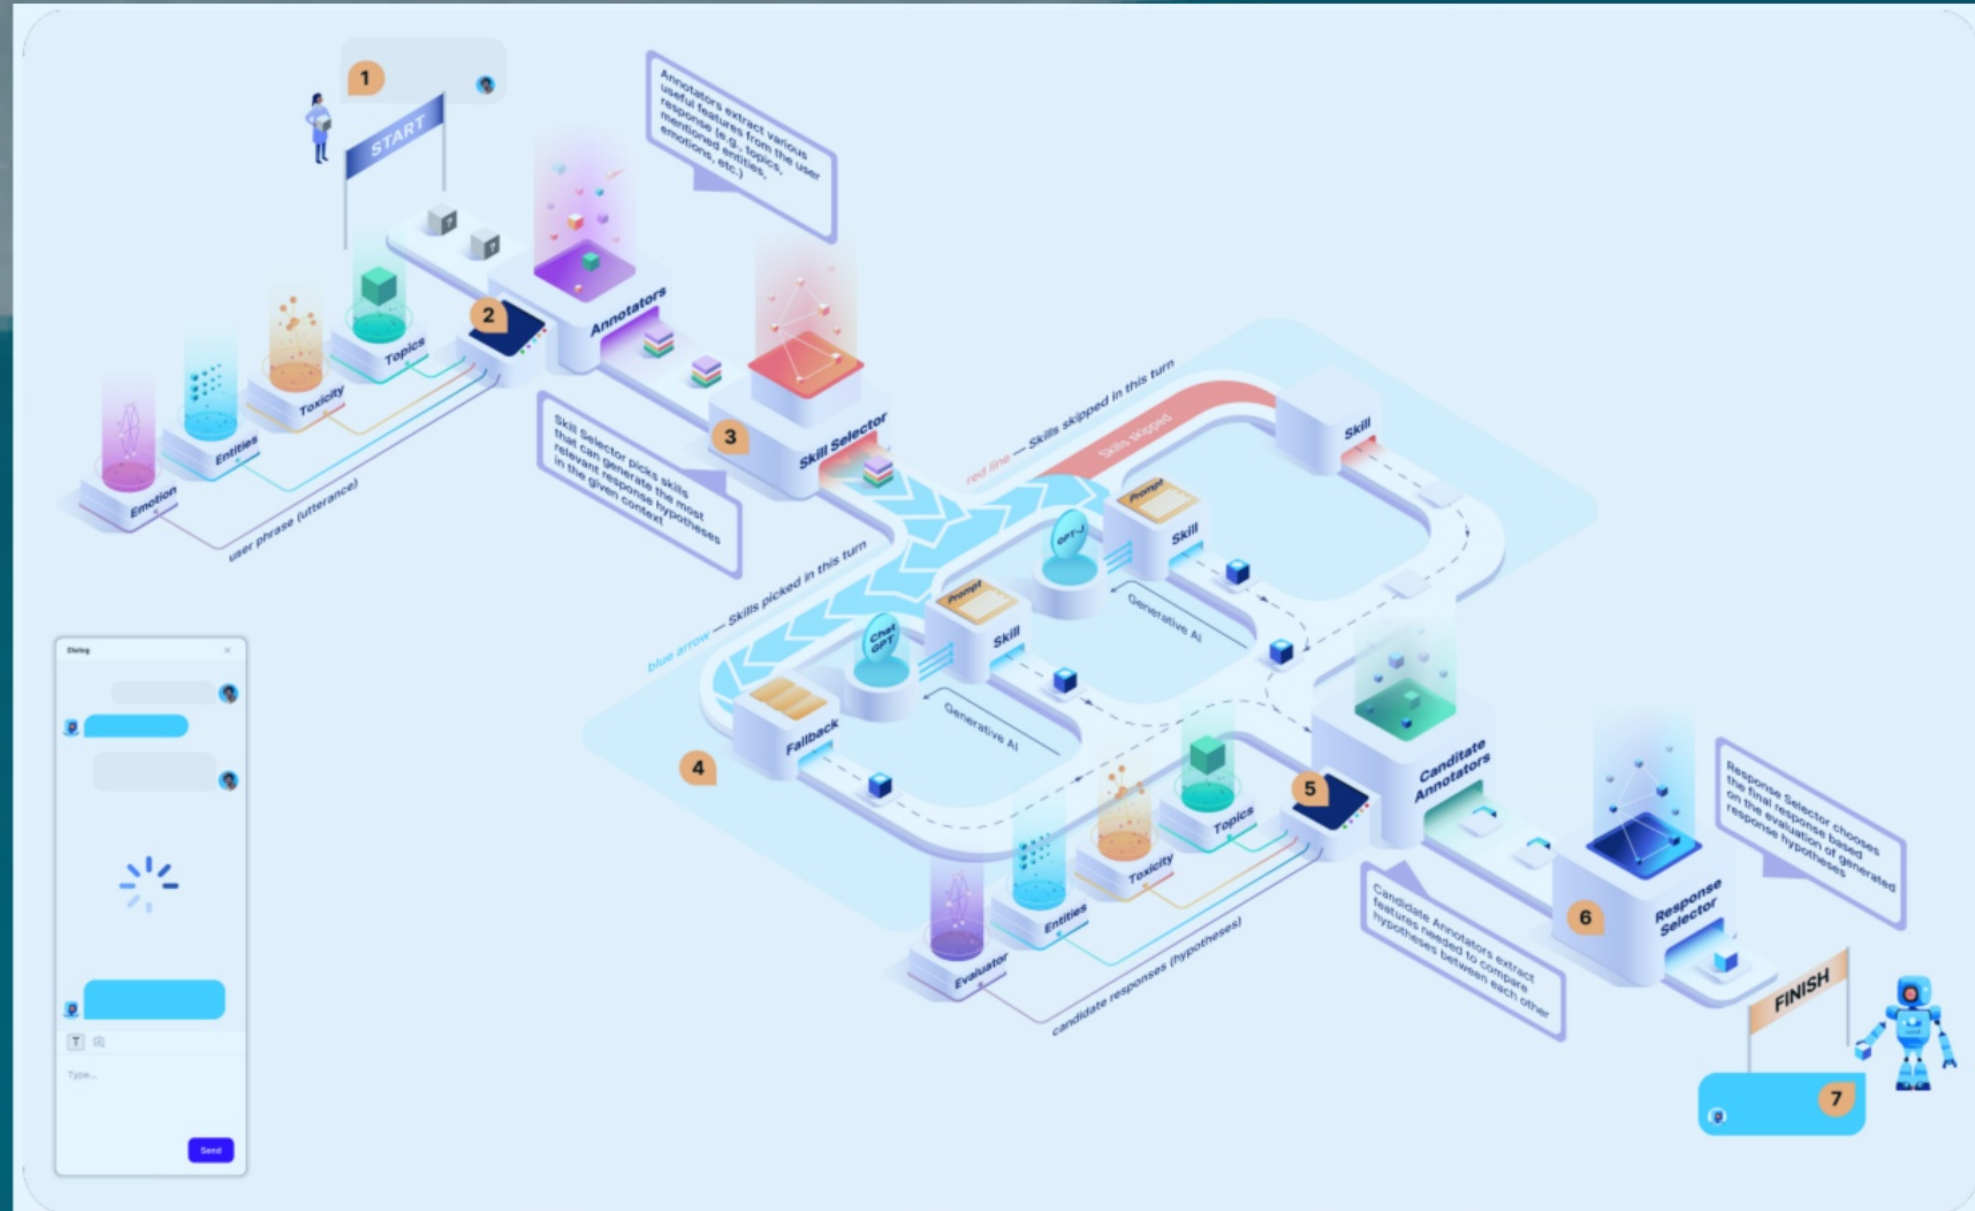 1
START
Annotators extract various
useful features from the user
response (e.g., topics,
mentioned entities,
emotions, etc.)
?
?
2
Annotators
Topics
Toxicity
Entities
Emotion
user phrase (utterance)
3
Skill Selector
Skill Selector picks skills
that can generate the most
relevant response hypotheses
in the given context
red line — Skills skipped in this turn
Skills skipped
Skill
blue arrow — Skills picked in this turn
Prompt
Skill
GPT-J
Generative AI
Prompt
Skill
Chat
GPT
Generative AI
Fallback
4
5
Canditate
Annotators
Topics
Toxicity
Entities
Evaluator
candidate responses (hypotheses)
Candidate Annotators extract
features needed to compare
hypotheses between each other
6
Response
Selector
Response Selector chooses
the final response based
on the evaluation of generated
response hypotheses
FINISH
7
Dialog
T
Type...
Send